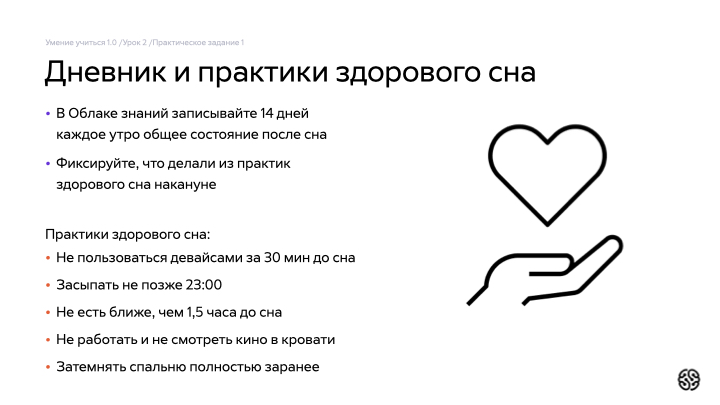 Умение учиться 1.0 /Урок 2 /Практическое задание 1
Дневник и практики здорового сна
• В Облаке знаний записывайте 14 дней
каждое утро общее состояние после сна
• Фиксируйте, что делали из практик
здорового сна накануне
Практики здорового сна:
• Не пользоваться девайсами за 30 мин до сна
• Засыпать не позже 23:00
• Не есть ближе, чем 1,5 часа до сна
• Не работать и не смотреть кино в кровати
• Затемнять спальню полностью заранее